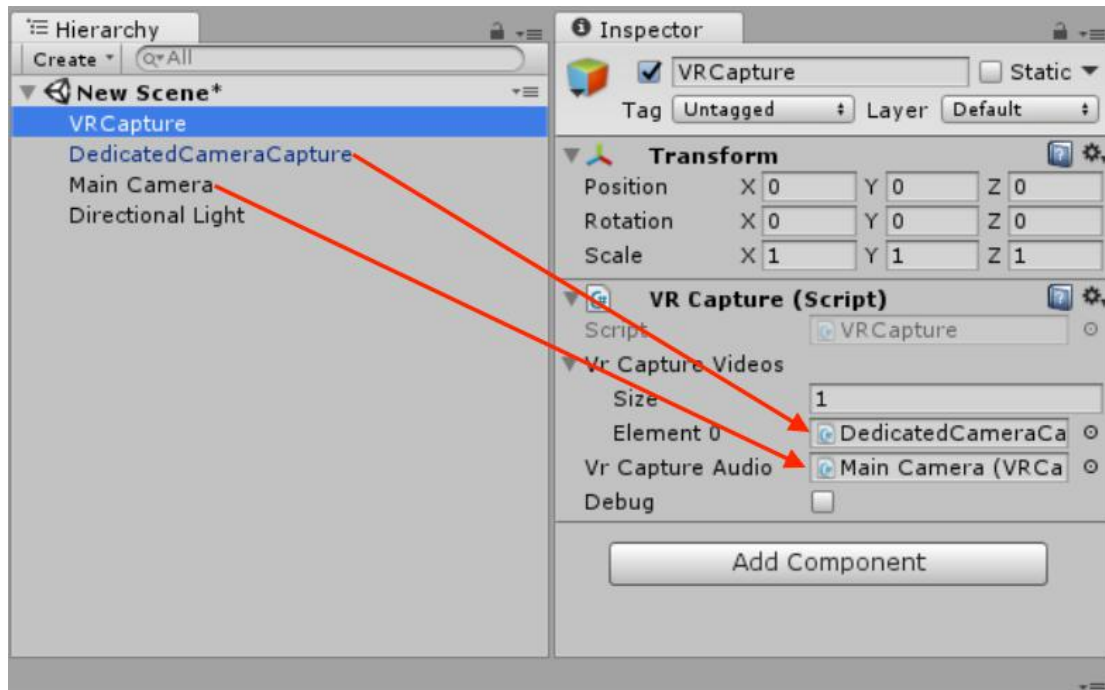 Hierarchy
Create
All
New Scene*
VRCapture
DedicatedCameraCapture
Main Camera
Directional Light
Inspector
VRCapture Static
Tag Untagged Layer Default
Transform
Position X 0 Y 0 Z 0
Rotation X 0 Y 0 Z 0
Scale X 1 Y 1 Z 1
VR Capture (Script)
Script VRCapture
Vr Capture Videos
Size 1
Element 0 DedicatedCameraCa
Vr Capture Audio Main Camera (VRCa
Debug
Add Component